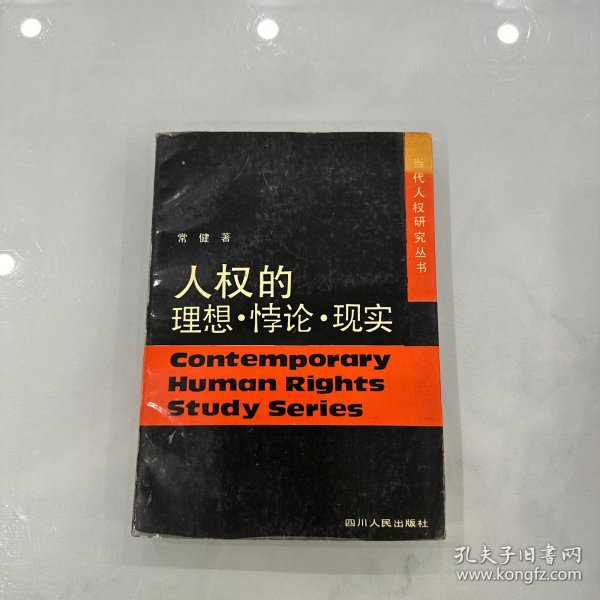 当代人权研究丛书
常健著
人权的
理想·悖论·现实
Contemporary
Human Rights
Study Series
四川人民出版社
孔夫子旧书网
www.kongfz.com